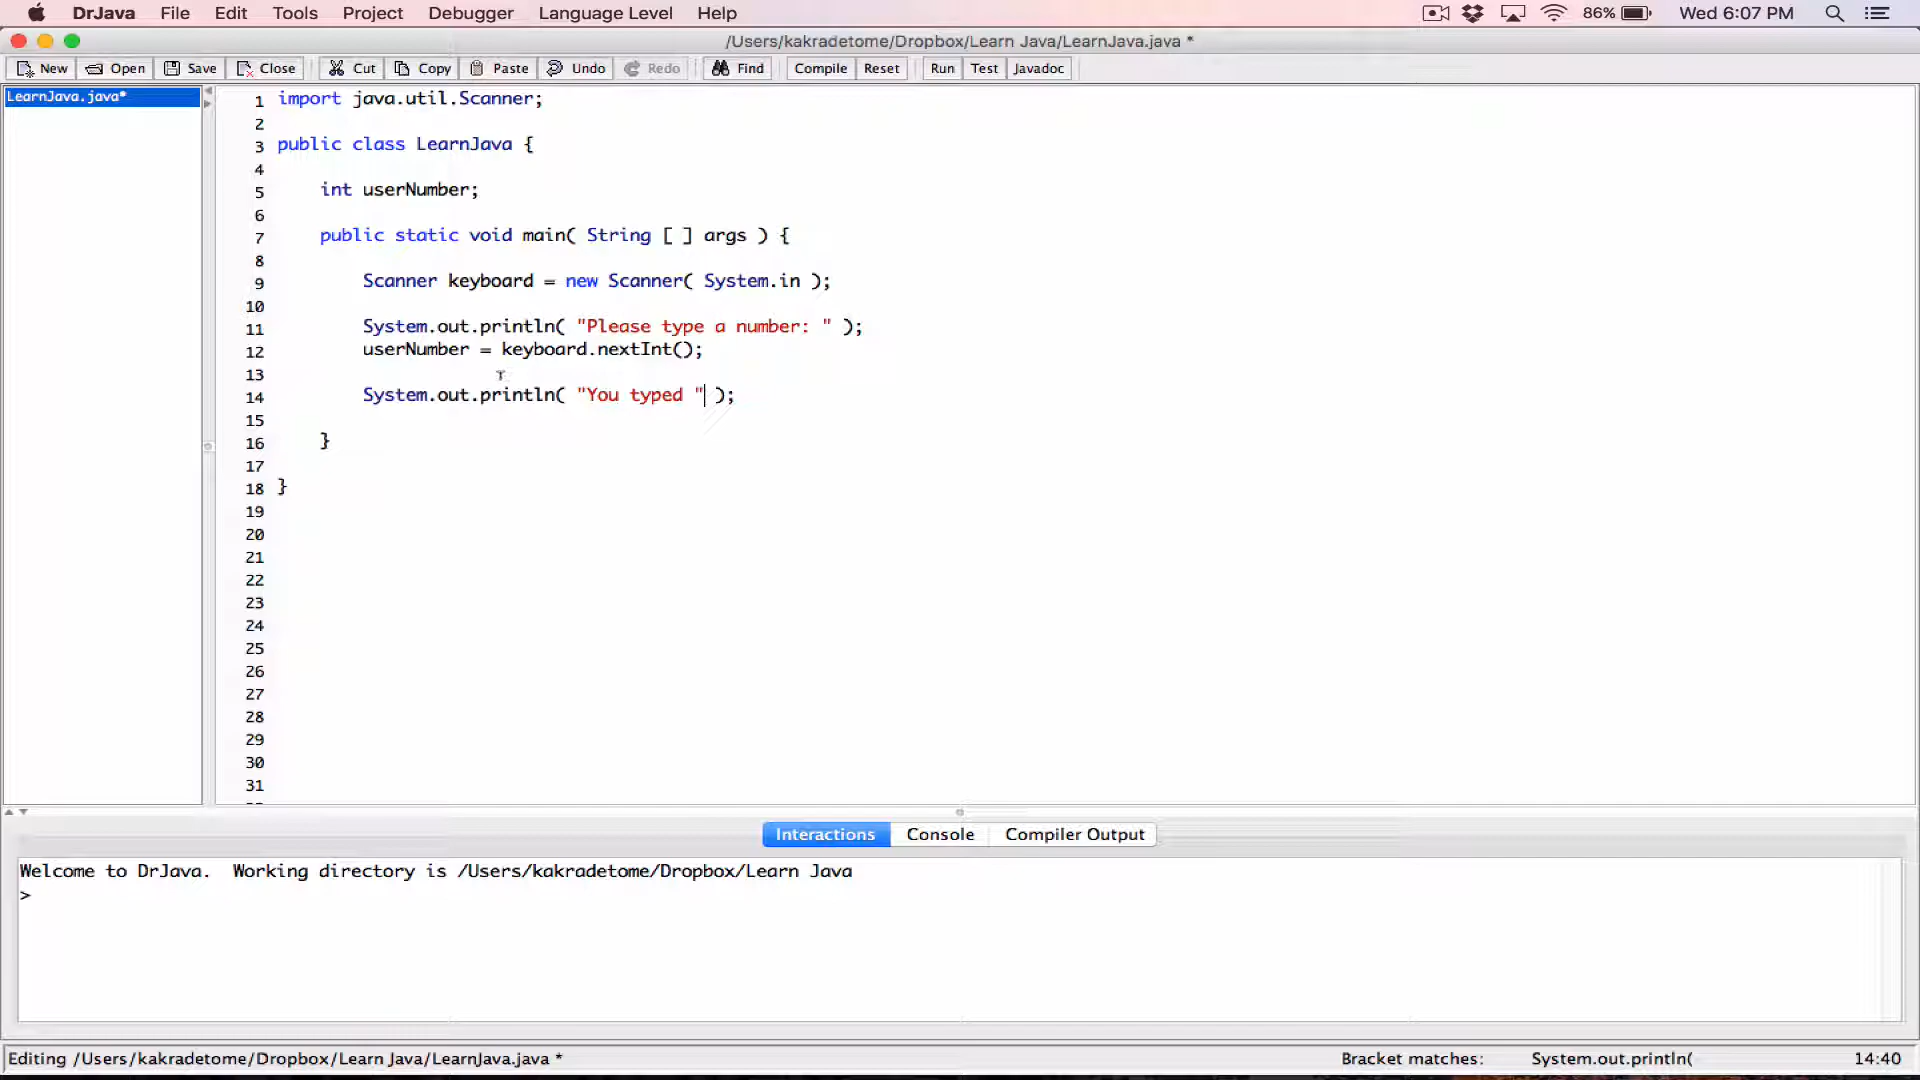 DrJava File Edit Tools Project Debugger Language Level Help 86% Wed 6:07 PM
/Users/kakradetome/Dropbox/Learn Java/LearnJava.java *
New Open Save Close Cut Copy Paste Undo Redo Find Compile Reset Run Test Javadoc
LearnJava.java*
1 import java.util.Scanner;
2
3 public class LearnJava {
4
5 int userNumber;
6
7 public static void main( String [ ] args ) {
8
9 Scanner keyboard = new Scanner( System.in );
10
11 System.out.println( "Please type a number: " );
12 userNumber = keyboard.nextInt();
13
14 System.out.println( "You typed " );
15
16 }
17
18 }
19
20
21
22
23
24
25
26
27
28
29
30
31
Interactions Console Compiler Output
Welcome to DrJava.  Working directory is /Users/kakradetome/Dropbox/Learn Java
>
Editing /Users/kakradetome/Dropbox/Learn Java/LearnJava.java * Bracket matches: System.out.println( 14:40